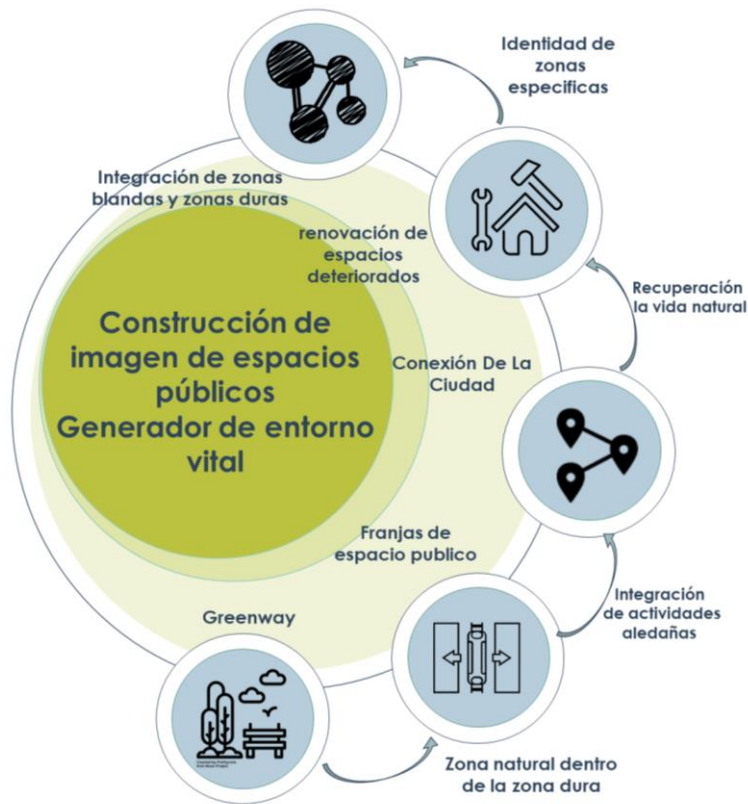 Identidad de
zonas
especificas
Integración de zonas
blandas y zonas duras
renovación de
espacios
deteriorados
Recuperación
la vida natural
Construcción de
imagen de espacios
públicos
Generador de entorno
vital
Conexión De La
Ciudad
Franjas de
espacio publico
Integración
de actividades
aledañas
Greenway
Zona natural dentro
de la zona dura